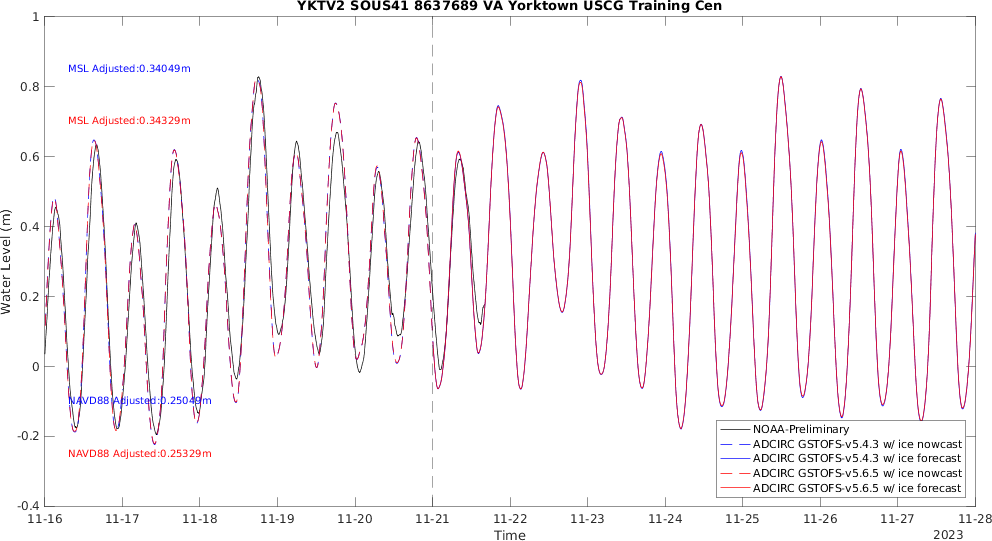 YKTV2 SOUS41 8637689 VA Yorktown USCG Training Cen
1
0.8
0.6
0.4
0.2
0
-0.2
-0.4
Water Level (m)
MSL Adjusted:0.34049m
MSL Adjusted:0.34329m
NAVD88 Adjusted:0.25049m
NAVD88 Adjusted:0.25329m
NOAA-Preliminary
ADCIRC GSTOFS-v5.4.3 w/ ice nowcast
ADCIRC GSTOFS-v5.4.3 w/ ice forecast
ADCIRC GSTOFS-v5.6.5 w/ ice nowcast
ADCIRC GSTOFS-v5.6.5 w/ ice forecast
11-16 11-17 11-18 11-19 11-20 11-21 11-22 11-23 11-24 11-25 11-26 11-27 11-28
Time
2023